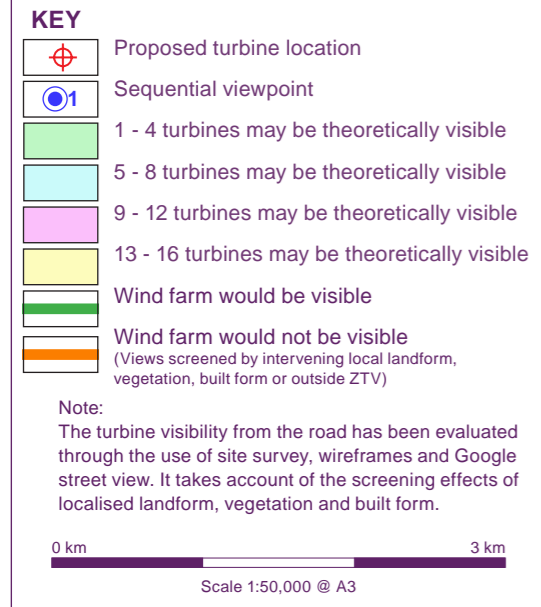 KEY
Proposed turbine location
1
Sequential viewpoint
1 - 4 turbines may be theoretically visible
5 - 8 turbines may be theoretically visible
9 - 12 turbines may be theoretically visible
13 - 16 turbines may be theoretically visible
Wind farm would be visible
Wind farm would not be visible
(Views screened by intervening local landform,
vegetation, built form or outside ZTV)
Note:
The turbine visibility from the road has been evaluated
through the use of site survey, wireframes and Google
street view. It takes account of the screening effects of
localised landform, vegetation and built form.
0 km 3 km
Scale 1:50,000 @ A3